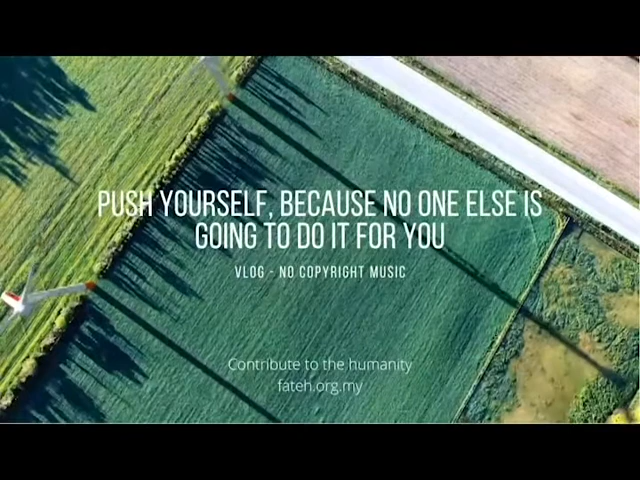 PUSH YOURSELF, BECAUSE NO ONE ELSE IS
GOING TO DO IT FOR YOU
VLOG - NO COPYRIGHT MUSIC
Contribute to the humanity
fateh.org.my